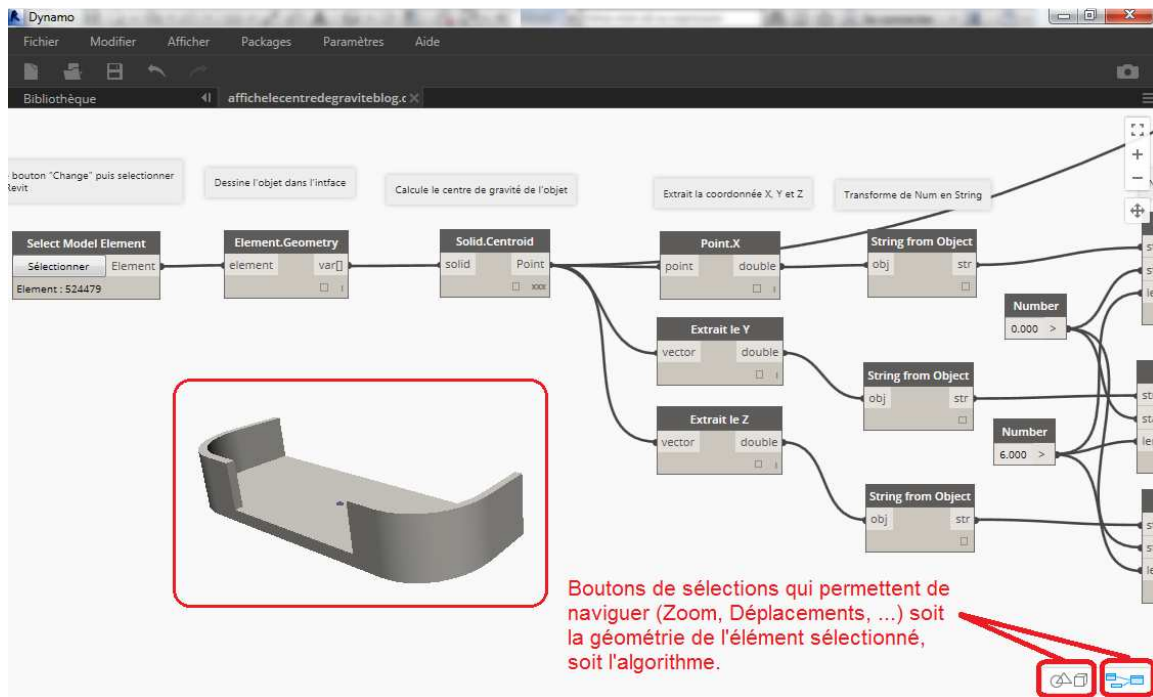 Dynamo
Fichier Modifier Afficher Packages Paramètres Aide
Bibliothèque affichelecentredegraviteblog.c
bouton "Change" puis selectionner
Revit
Dessine l'objet dans l'intface
Calcule le centre de gravité de l'objet
Extrait la coordonnée X, Y et Z
Transforme de Num en String
Select Model Element
Sélectionner Element
Element : 524479
Element.Geometry
element var[]
Solid.Centroid
solid Point
xxx
Point.X
point double
String from Object
obj str
Number
0.000 >
Extrait le Y
vector double
String from Object
obj str
Extrait le Z
vector double
Number
6.000 >
String from Object
obj str
Boutons de sélections qui permettent de
naviguer (Zoom, Déplacements, ...) soit
la géométrie de l'élément sélectionné,
soit l'algorithme.